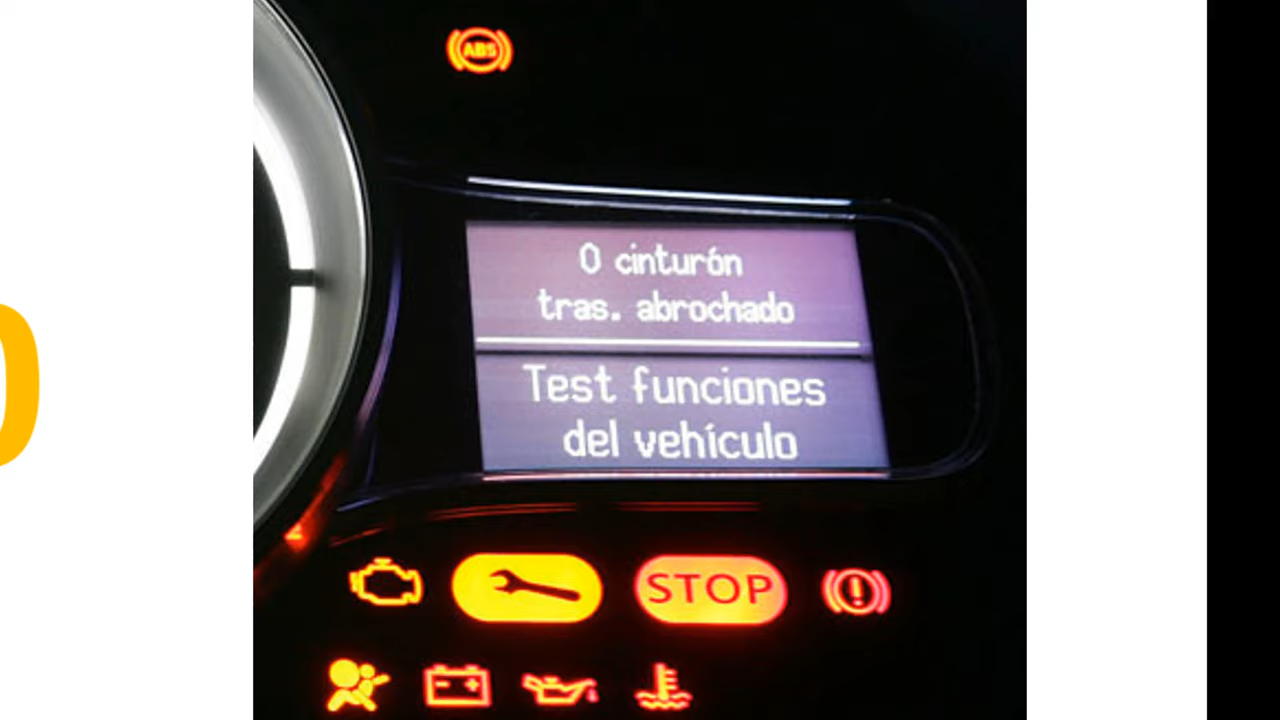 ABS
0 cinturón
tras. abrochado
Test funciones
del vehículo
STOP